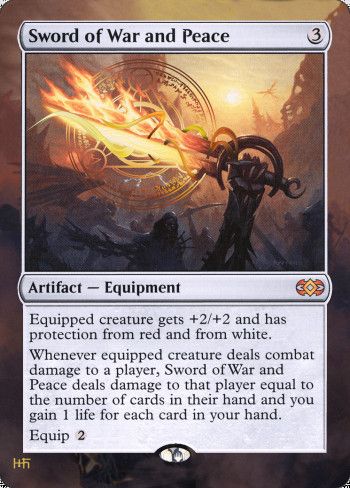 Sword of War and Peace 3
Artifact — Equipment
Equipped creature gets +2/+2 and has
protection from red and from white.
Whenever equipped creature deals combat
damage to a player, Sword of War and
Peace deals damage to that player equal to
the number of cards in their hand and you
gain 1 life for each card in your hand.
Equip 2